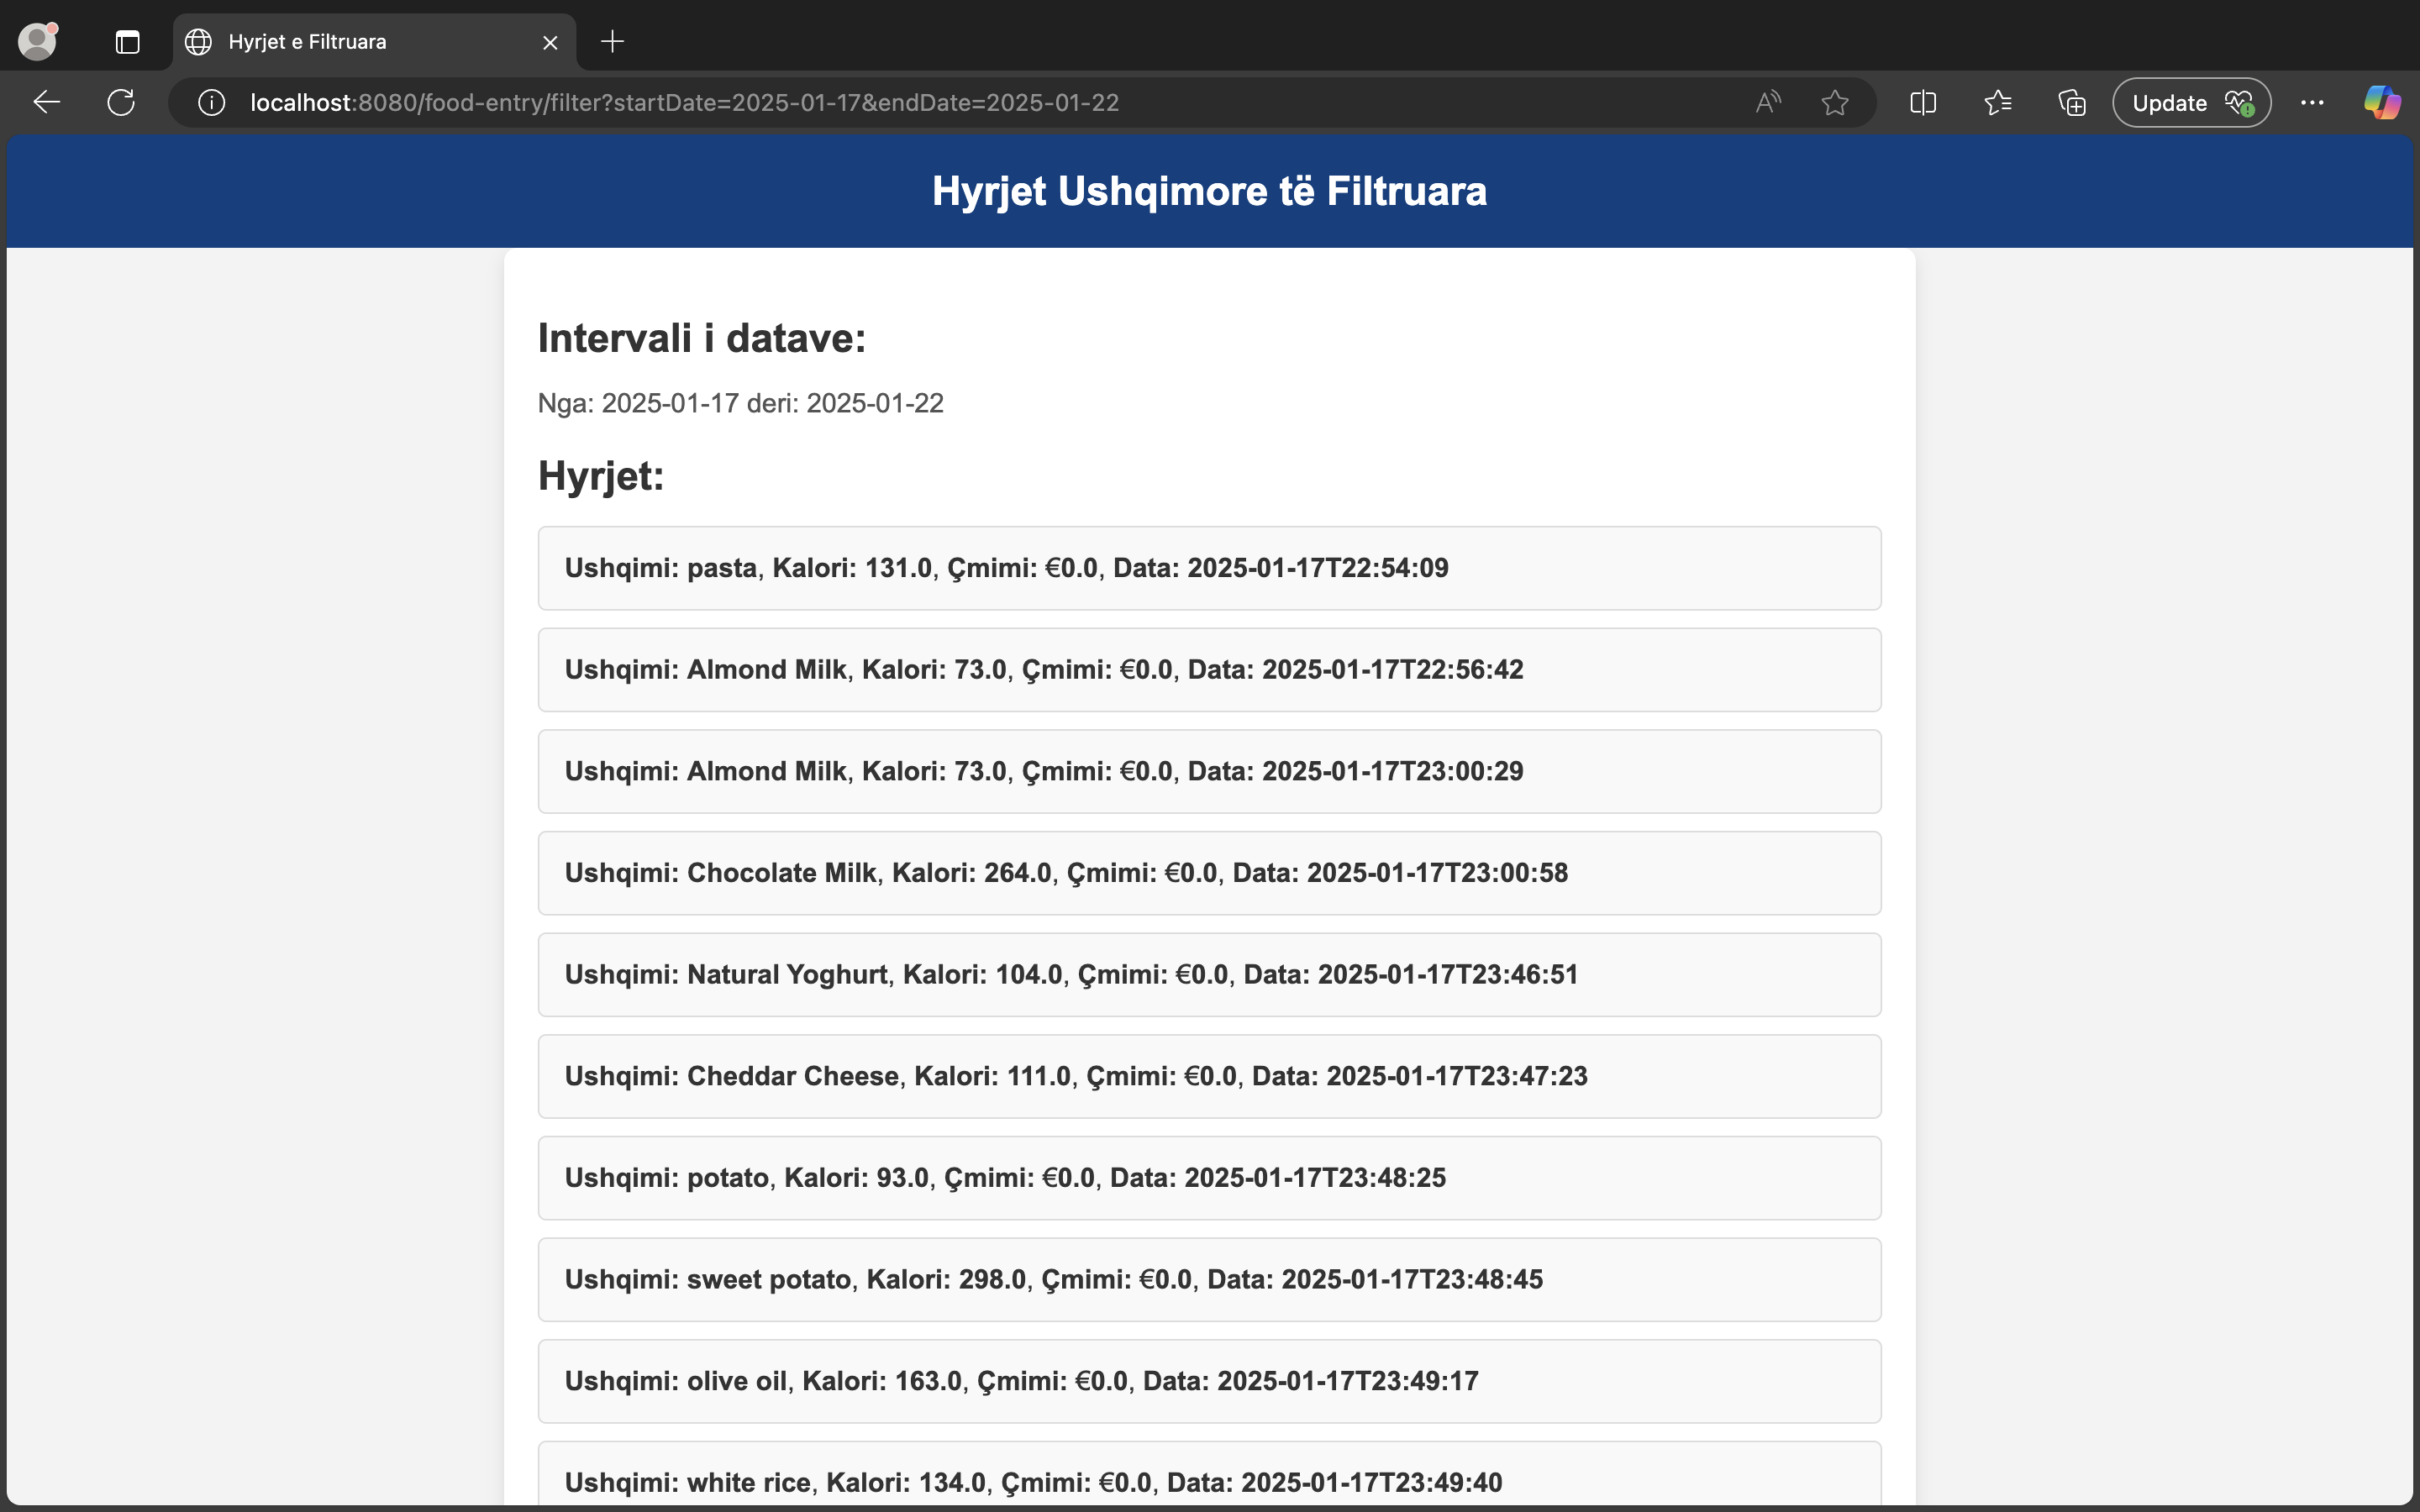 Hyrjet e Filtruara
localhost:8080/food-entry/filter?startDate=2025-01-17&endDate=2025-01-22
Update
Hyrjet Ushqimore të Filtruara
Intervali i datave:
Nga: 2025-01-17 deri: 2025-01-22
Hyrjet:
Ushqimi: pasta, Kalori: 131.0, Çmimi: €0.0, Data: 2025-01-17T22:54:09
Ushqimi: Almond Milk, Kalori: 73.0, Çmimi: €0.0, Data: 2025-01-17T22:56:42
Ushqimi: Almond Milk, Kalori: 73.0, Çmimi: €0.0, Data: 2025-01-17T23:00:29
Ushqimi: Chocolate Milk, Kalori: 264.0, Çmimi: €0.0, Data: 2025-01-17T23:00:58
Ushqimi: Natural Yoghurt, Kalori: 104.0, Çmimi: €0.0, Data: 2025-01-17T23:46:51
Ushqimi: Cheddar Cheese, Kalori: 111.0, Çmimi: €0.0, Data: 2025-01-17T23:47:23
Ushqimi: potato, Kalori: 93.0, Çmimi: €0.0, Data: 2025-01-17T23:48:25
Ushqimi: sweet potato, Kalori: 298.0, Çmimi: €0.0, Data: 2025-01-17T23:48:45
Ushqimi: olive oil, Kalori: 163.0, Çmimi: €0.0, Data: 2025-01-17T23:49:17
Ushqimi: white rice, Kalori: 134.0, Çmimi: €0.0, Data: 2025-01-17T23:49:40